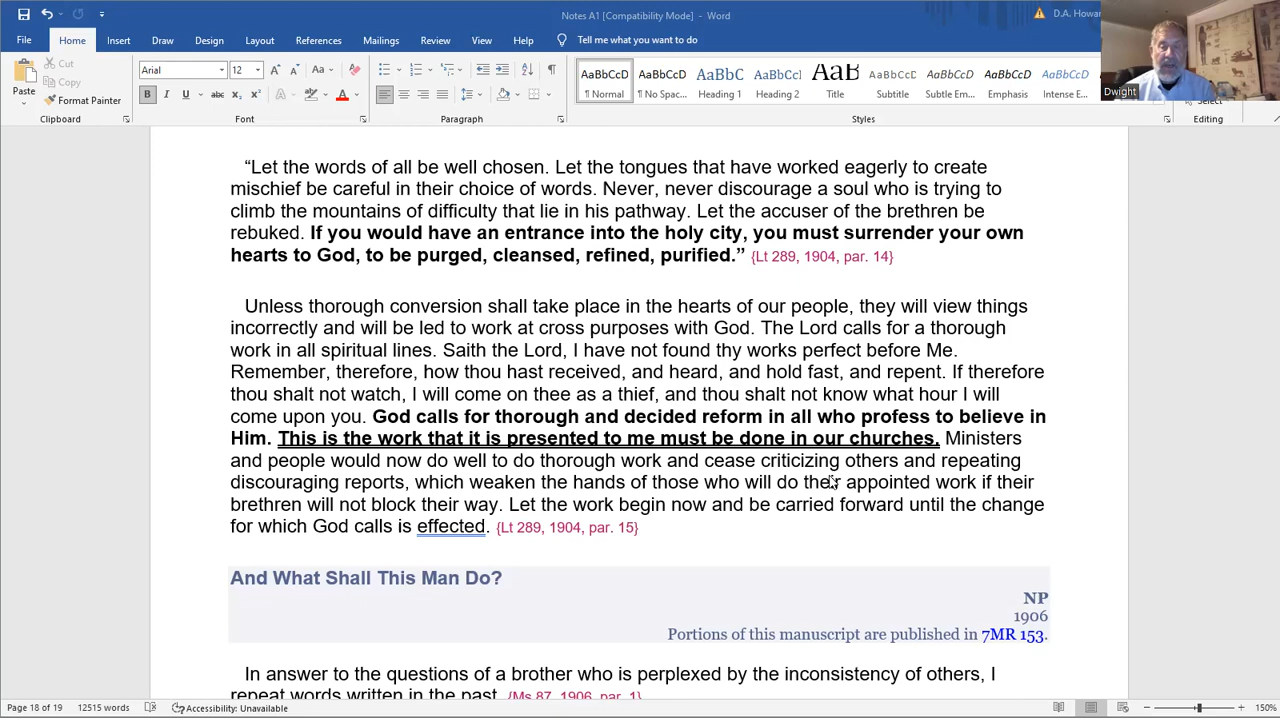 Notes A1 [Compatibility Mode] - Word
D.A. Howar
File Home Insert Draw Design Layout References Mailings Review View Help Tell me what you want to do
Paste
Cut
Copy
Format Painter
Arial 12
AaBbCcD AaBbCcD AaBbC AaBbCcI AaB AaBbCcD AaBbCcD AaBbCcD AaBbCcD
¶ Normal ¶ No Spac... Heading 1 Heading 2 Title Subtitle Subtle Em... Emphasis Intense E...
Dwight
Select
Clipboard Font Paragraph Styles Editing
“Let the words of all be well chosen. Let the tongues that have worked eagerly to create
mischief be careful in their choice of words. Never, never discourage a soul who is trying to
climb the mountains of difficulty that lie in his pathway. Let the accuser of the brethren be
rebuked. If you would have an entrance into the holy city, you must surrender your own
hearts to God, to be purged, cleansed, refined, purified.” {Lt 289, 1904, par. 14}
Unless thorough conversion shall take place in the hearts of our people, they will view things
incorrectly and will be led to work at cross purposes with God. The Lord calls for a thorough
work in all spiritual lines. Saith the Lord, I have not found thy works perfect before Me.
Remember, therefore, how thou hast received, and heard, and hold fast, and repent. If therefore
thou shalt not watch, I will come on thee as a thief, and thou shalt not know what hour I will
come upon you. God calls for thorough and decided reform in all who profess to believe in
Him. This is the work that it is presented to me must be done in our churches. Ministers
and people would now do well to do thorough work and cease criticizing others and repeating
discouraging reports, which weaken the hands of those who will do their appointed work if their
brethren will not block their way. Let the work begin now and be carried forward until the change
for which God calls is effected. {Lt 289, 1904, par. 15}
And What Shall This Man Do?
NP
1906
Portions of this manuscript are published in 7MR 153.
In answer to the questions of a brother who is perplexed by the inconsistency of others, I
repeat words written in the past. {Ms 87, 1906, par. 1}
Page 18 of 19 12515 words Accessibility: Unavailable 150%